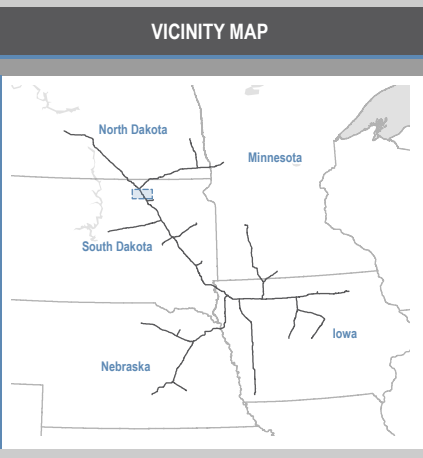 VICINITY MAP
North Dakota
Minnesota
South Dakota
Iowa
Nebraska